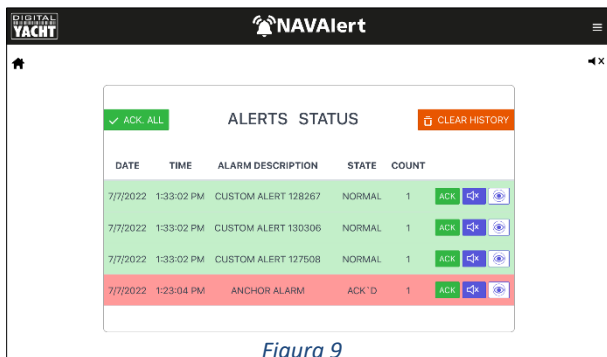 DIGITAL
YACHT
NAVAlert
ACK. ALL
ALERTS STATUS
CLEAR HISTORY
DATE TIME ALARM DESCRIPTION STATE COUNT
7/7/2022 1:33:02 PM CUSTOM ALERT 128267 NORMAL 1 ACK
7/7/2022 1:33:02 PM CUSTOM ALERT 130306 NORMAL 1 ACK
7/7/2022 1:33:02 PM CUSTOM ALERT 127508 NORMAL 1 ACK
7/7/2022 1:23:04 PM ANCHOR ALARM ACK`D 1 ACK
Figura 9